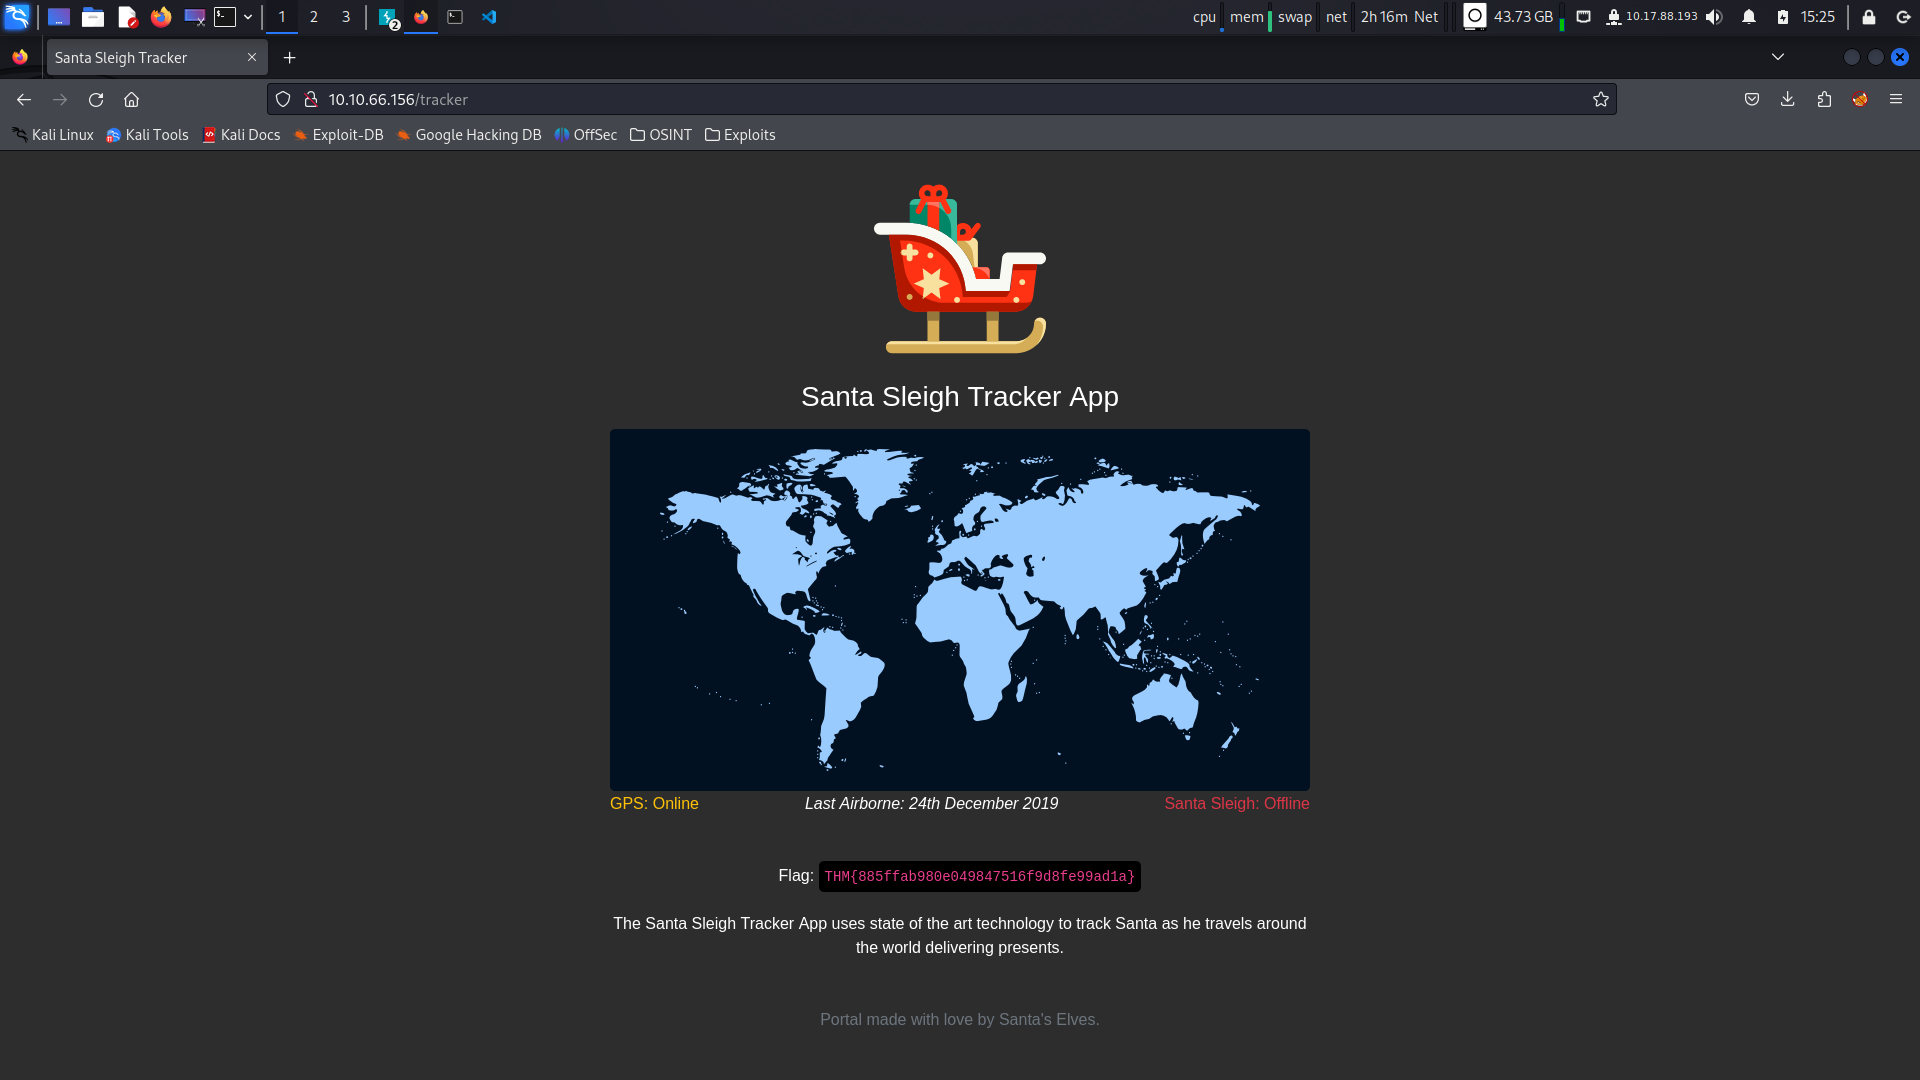 1 2 3 2 cpu mem swap net 2h 16m Net 43.73 GB 10.17.88.193 15:25
Santa Sleigh Tracker
10.10.66.156/tracker
Kali Linux Kali Tools Kali Docs Exploit-DB Google Hacking DB OffSec OSINT Exploits
Santa Sleigh Tracker App
GPS: Online Last Airborne: 24th December 2019 Santa Sleigh: Offline
Flag: THM{885ffab980e049847516f9d8fe99ad1a}
The Santa Sleigh Tracker App uses state of the art technology to track Santa as he travels around
the world delivering presents.
Portal made with love by Santa's Elves.